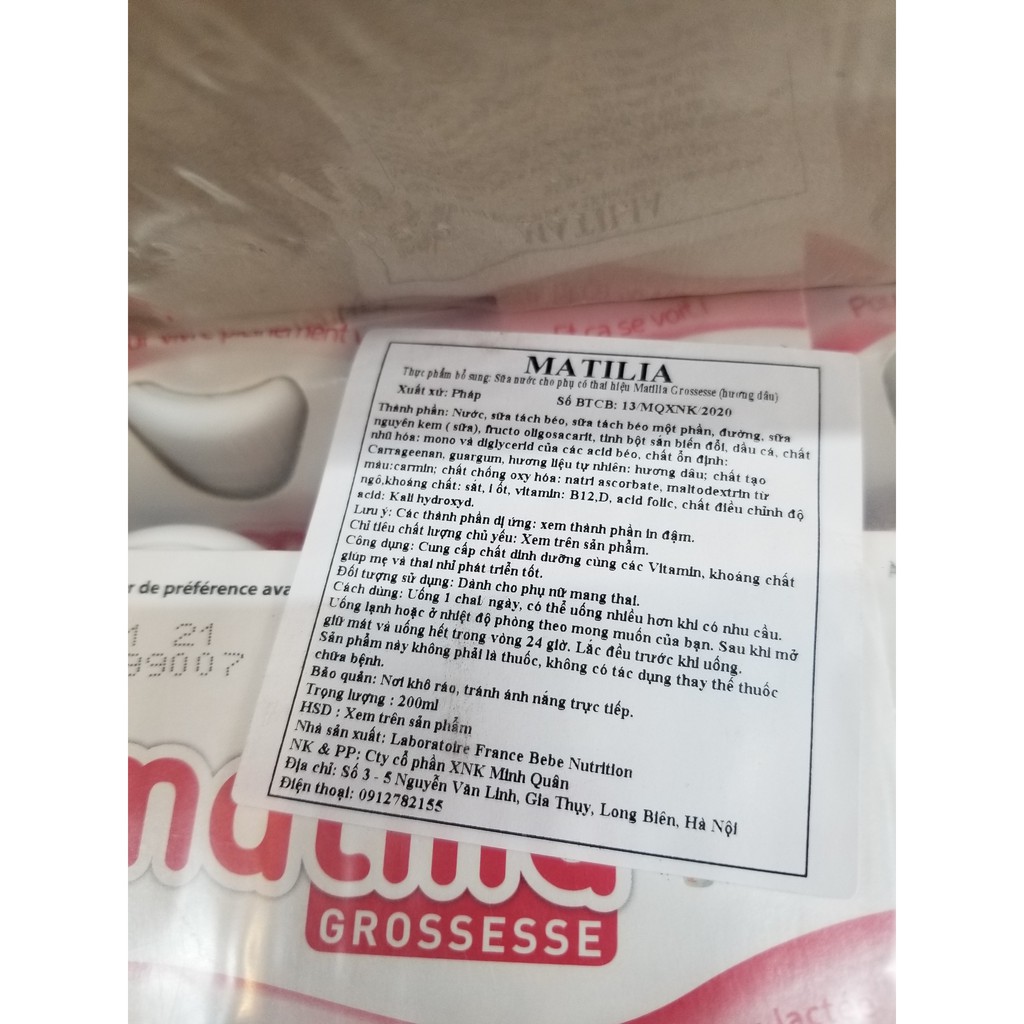 ça se voit !
MATILIA
Thực phẩm bổ sung: Sữa nước cho phụ có thai hiệu Matilia Grossesse (hương dâu)
Xuất xứ: Pháp Số BTCB: 13/MQXNK/2020
Thành phần: Nước, sữa tách béo, sữa tách béo một phần, đường, sữa
nguyên kem ( sữa), fructo oligosacarit, tinh bột sắn biến đổi, dầu cá, chất
nhũ hóa: mono và diglycerid của các acid béo, chất ổn định:
Carrageenan, guargum, hương liệu tự nhiên: hương dâu; chất tạo
màu:carmin; chất chống oxy hóa: natri ascorbate, maltodextrin từ
ngô,khoáng chất: sắt, I ốt, vitamin: B12,D, acid folic, chất điều chỉnh độ
acid: Kali hydroxyd.
Lưu ý: Các thành phần dị ứng: xem thành phần in đậm.
Chỉ tiêu chất lượng chủ yếu: Xem trên sản phẩm.
Công dụng: Cung cấp chất dinh dưỡng cùng các Vitamin, khoáng chất
giúp mẹ và thai nhi phát triển tốt.
Đối tượng sử dụng: Dành cho phụ nữ mang thai.
Cách dùng: Uống 1 chai ngày, có thể uống nhiều hơn khi có nhu cầu.
Uống lạnh hoặc ở nhiệt độ phòng theo mong muốn của bạn. Sau khi mở
giữ mát và uống hết trong vòng 24 giờ. Lắc đều trước khi uống.
Sản phẩm này không phải là thuốc, không có tác dụng thay thế thuốc
chữa bệnh.
Bảo quản: Nơi khô ráo, tránh ánh nắng trực tiếp.
Trọng lượng : 200ml
HSD : Xem trên sản phẩm
Nhà sản xuất: Laboratoire France Bebe Nutrition
NK & PP: Cty cổ phần XNK Minh Quân
Địa chỉ: Số 3 - 5 Nguyễn Văn Linh, Gia Thụy, Long Biên, Hà Nội
Điện thoại: 0912782155
de préférence
21
99007
matilia
GROSSESSE